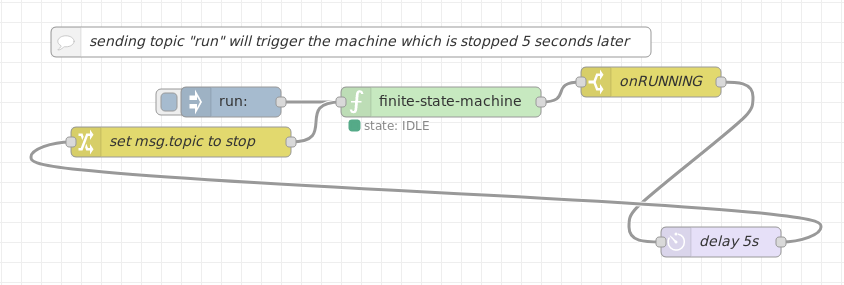 sending topic "run" will trigger the machine which is stopped 5 seconds later
onRUNNING
run:
finite-state-machine
state: IDLE
set msg.topic to stop
delay 5s